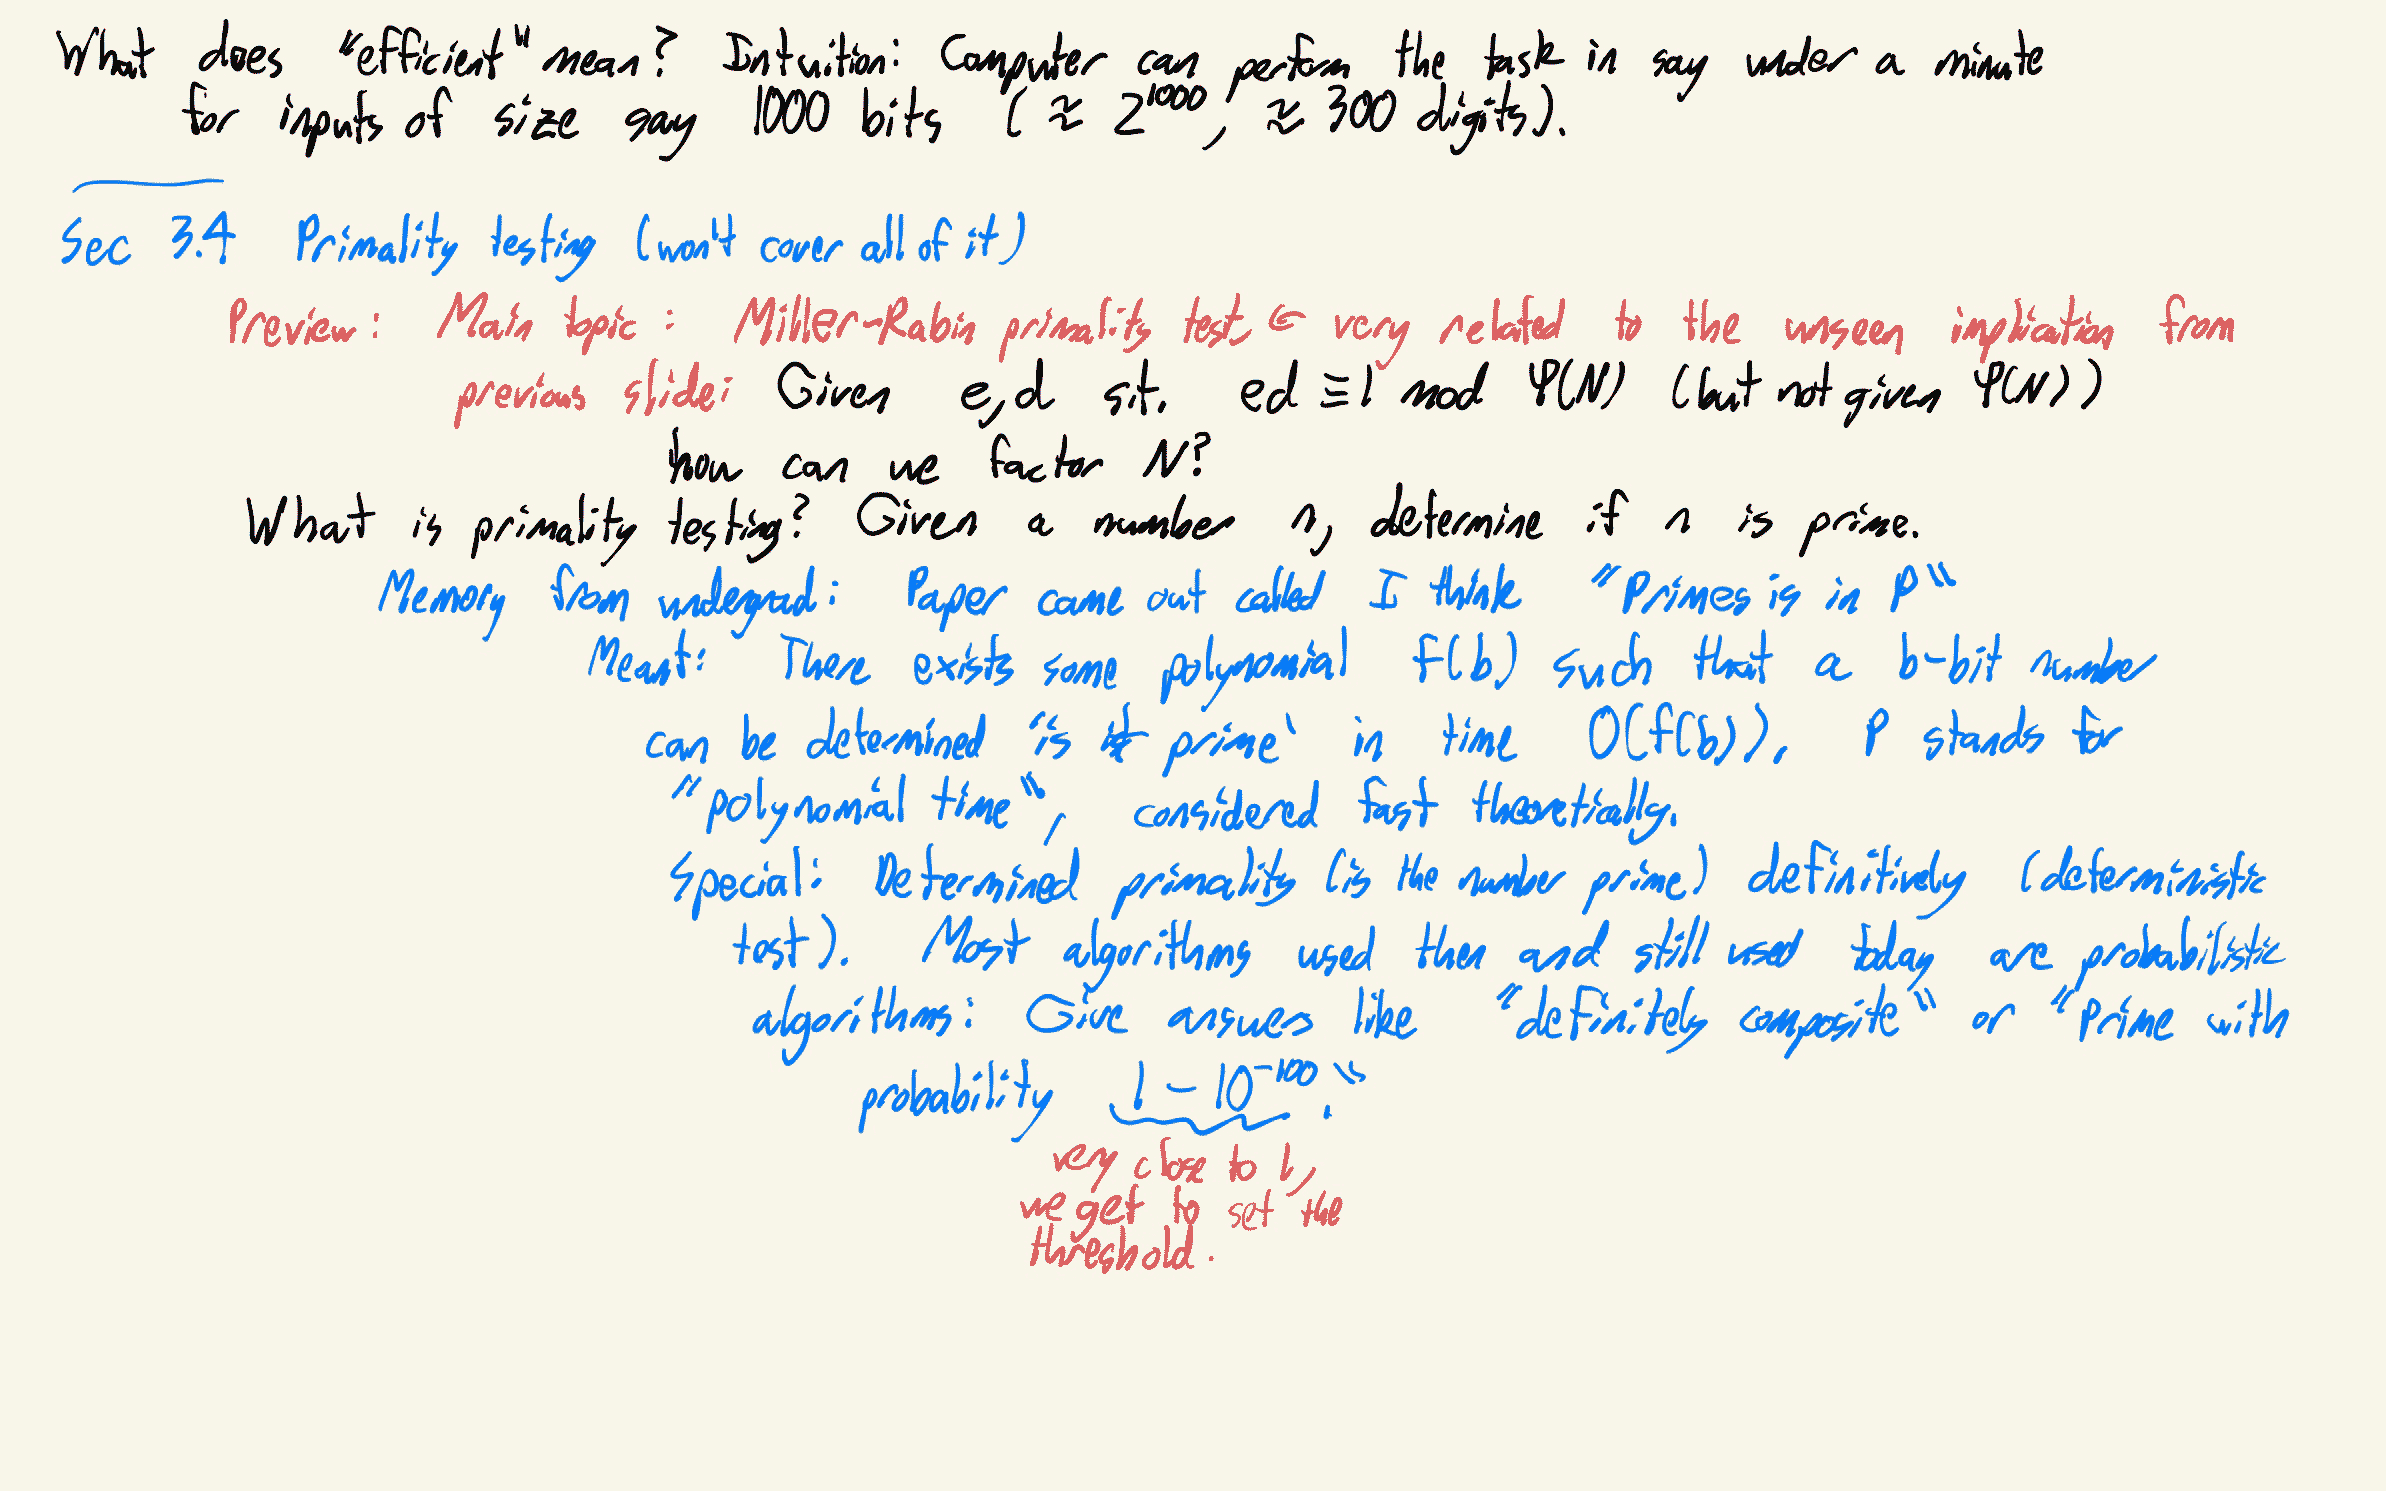 What does "efficient" mean? Intuition: Computer can perform the task in say under a minute
for inputs of size say 1000 bits (≈ 2^1000, ≈ 300 digits).
Sec 3.4 Primality testing (won't cover all of it)
Preview: Main topic: Miller-Rabin primality test ← very related to the unseen implication from
previous slide: Given e,d s.t. ed ≡ 1 mod φ(N) (but not given φ(N))
how can we factor N?
What is primality testing? Given a number n, determine if n is prime.
Memory from undergrad: Paper came out called I think "Primes is in P"
Meant: There exists some polynomial f(b) such that a b-bit number
can be determined 'is it prime' in time O(f(b)). P stands for
"polynomial time", considered fast theoretically.
Special: Determined primality (is the number prime) definitively (deterministic
test). Most algorithms used then and still used today are probabilistic
algorithms: Give answers like "definitely composite" or "Prime with
probability 1 - 10^-100."
very close to 1,
we get to set the
threshold.